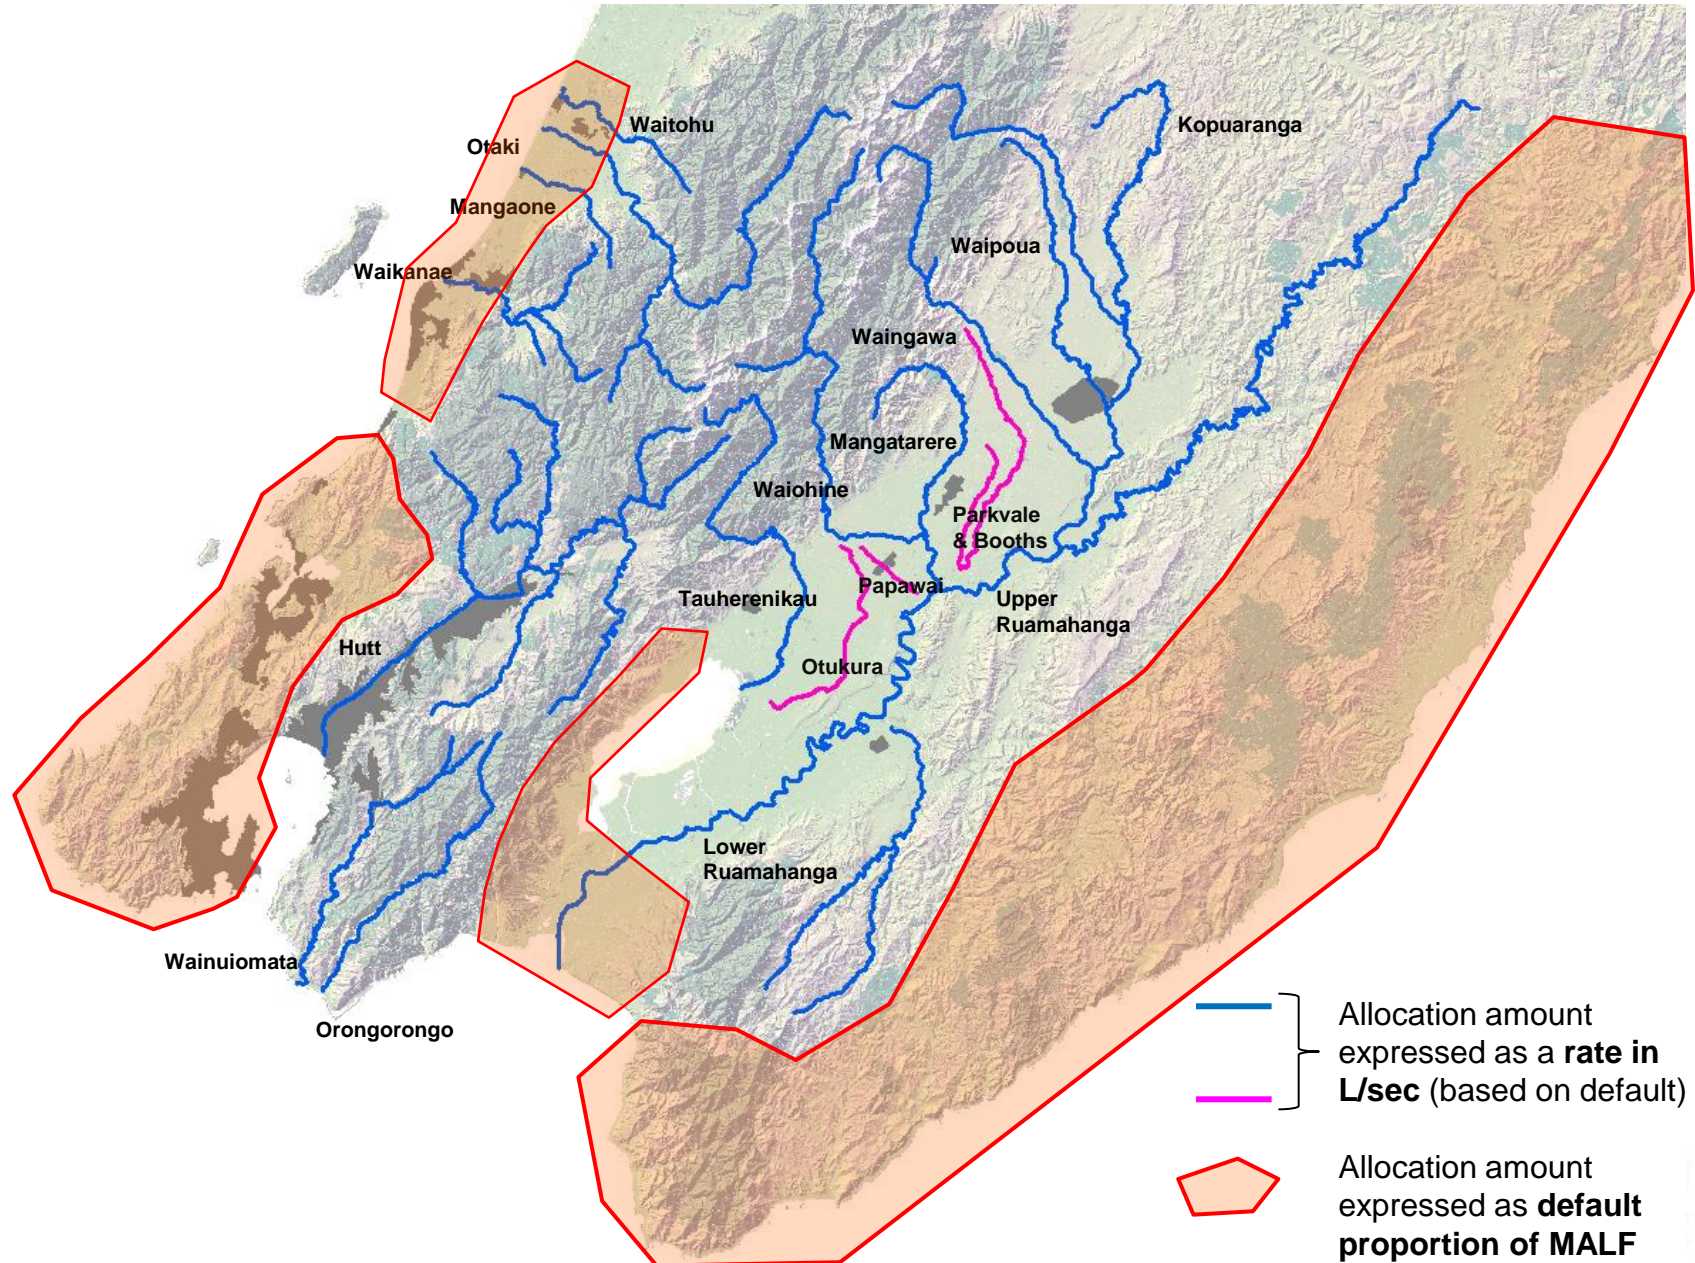 Waitohu
Kopuaranga
Otaki
Mangaone
Waipoua
Waikanae
Waingawa
Mangatarere
Waiohine
Parkvale
& Booths
Papawai
Tauherenikau
Upper
Ruamahanga
Hutt
Otukura
Lower
Ruamahanga
Wainuiomata
Orongorongo
Allocation amount
expressed as a rate in
L/sec (based on default)
Allocation amount
expressed as default
proportion of MALF